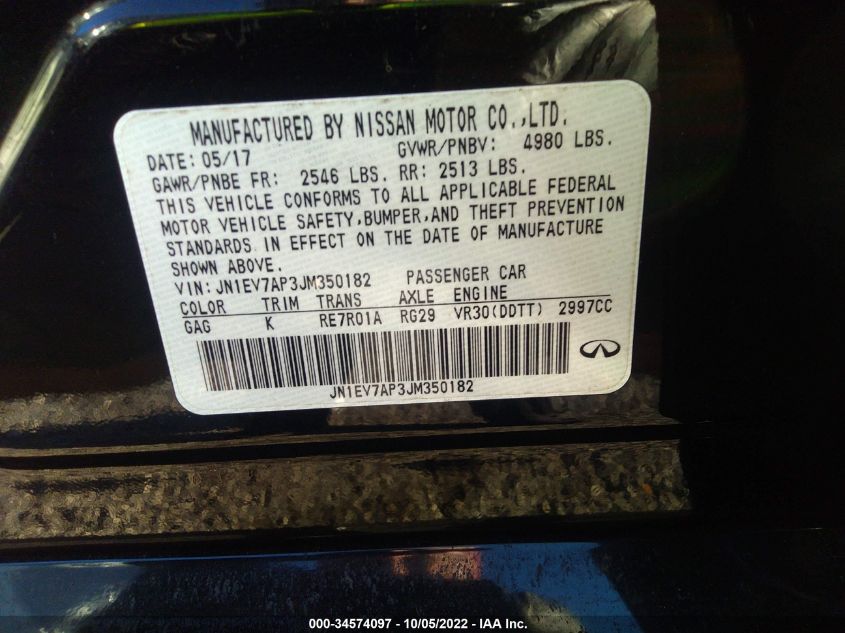 MANUFACTURED BY NISSAN MOTOR CO.,LTD.
DATE: 05/17 GVWR/PNBV: 4980 LBS.
GAWR/PNBE FR: 2546 LBS. RR: 2513 LBS.
THIS VEHICLE CONFORMS TO ALL APPLICABLE FEDERAL
MOTOR VEHICLE SAFETY,BUMPER,AND THEFT PREVENTION
STANDARDS IN EFFECT ON THE DATE OF MANUFACTURE
SHOWN ABOVE.
VIN: JN1EV7AP3JM350182 PASSENGER CAR
COLOR TRIM TRANS AXLE ENGINE
GAG K RE7R01A RG29 VR30(DDTT) 2997CC
JN1EV7AP3JM350182
000-34574097 - 10/05/2022 - IAA Inc.